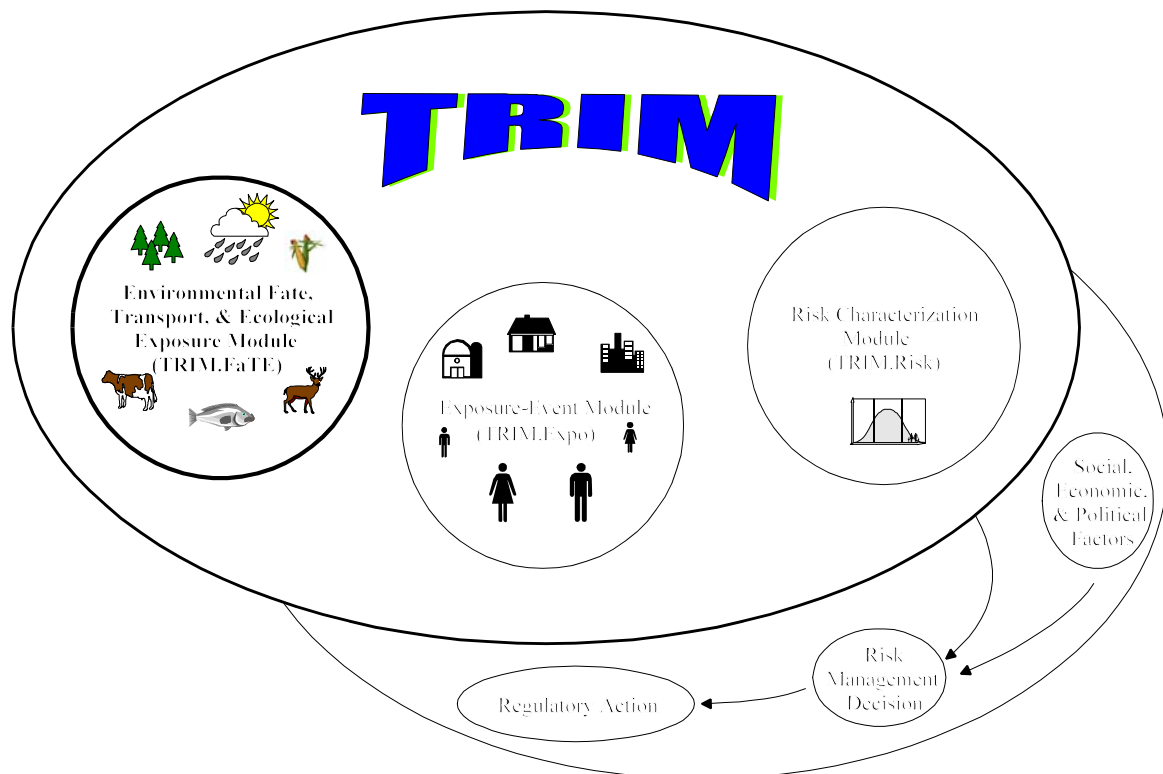 TRIM
Environmental Fate,
Transport, & Ecological
Exposure Module
(TRIM.FaTE)
Exposure-Event Module
(TRIM.Expo)
Risk Characterization
Module
(TRIM.Risk)
Social,
Economic,
& Political
Factors
Risk
Management
Decision
Regulatory Action